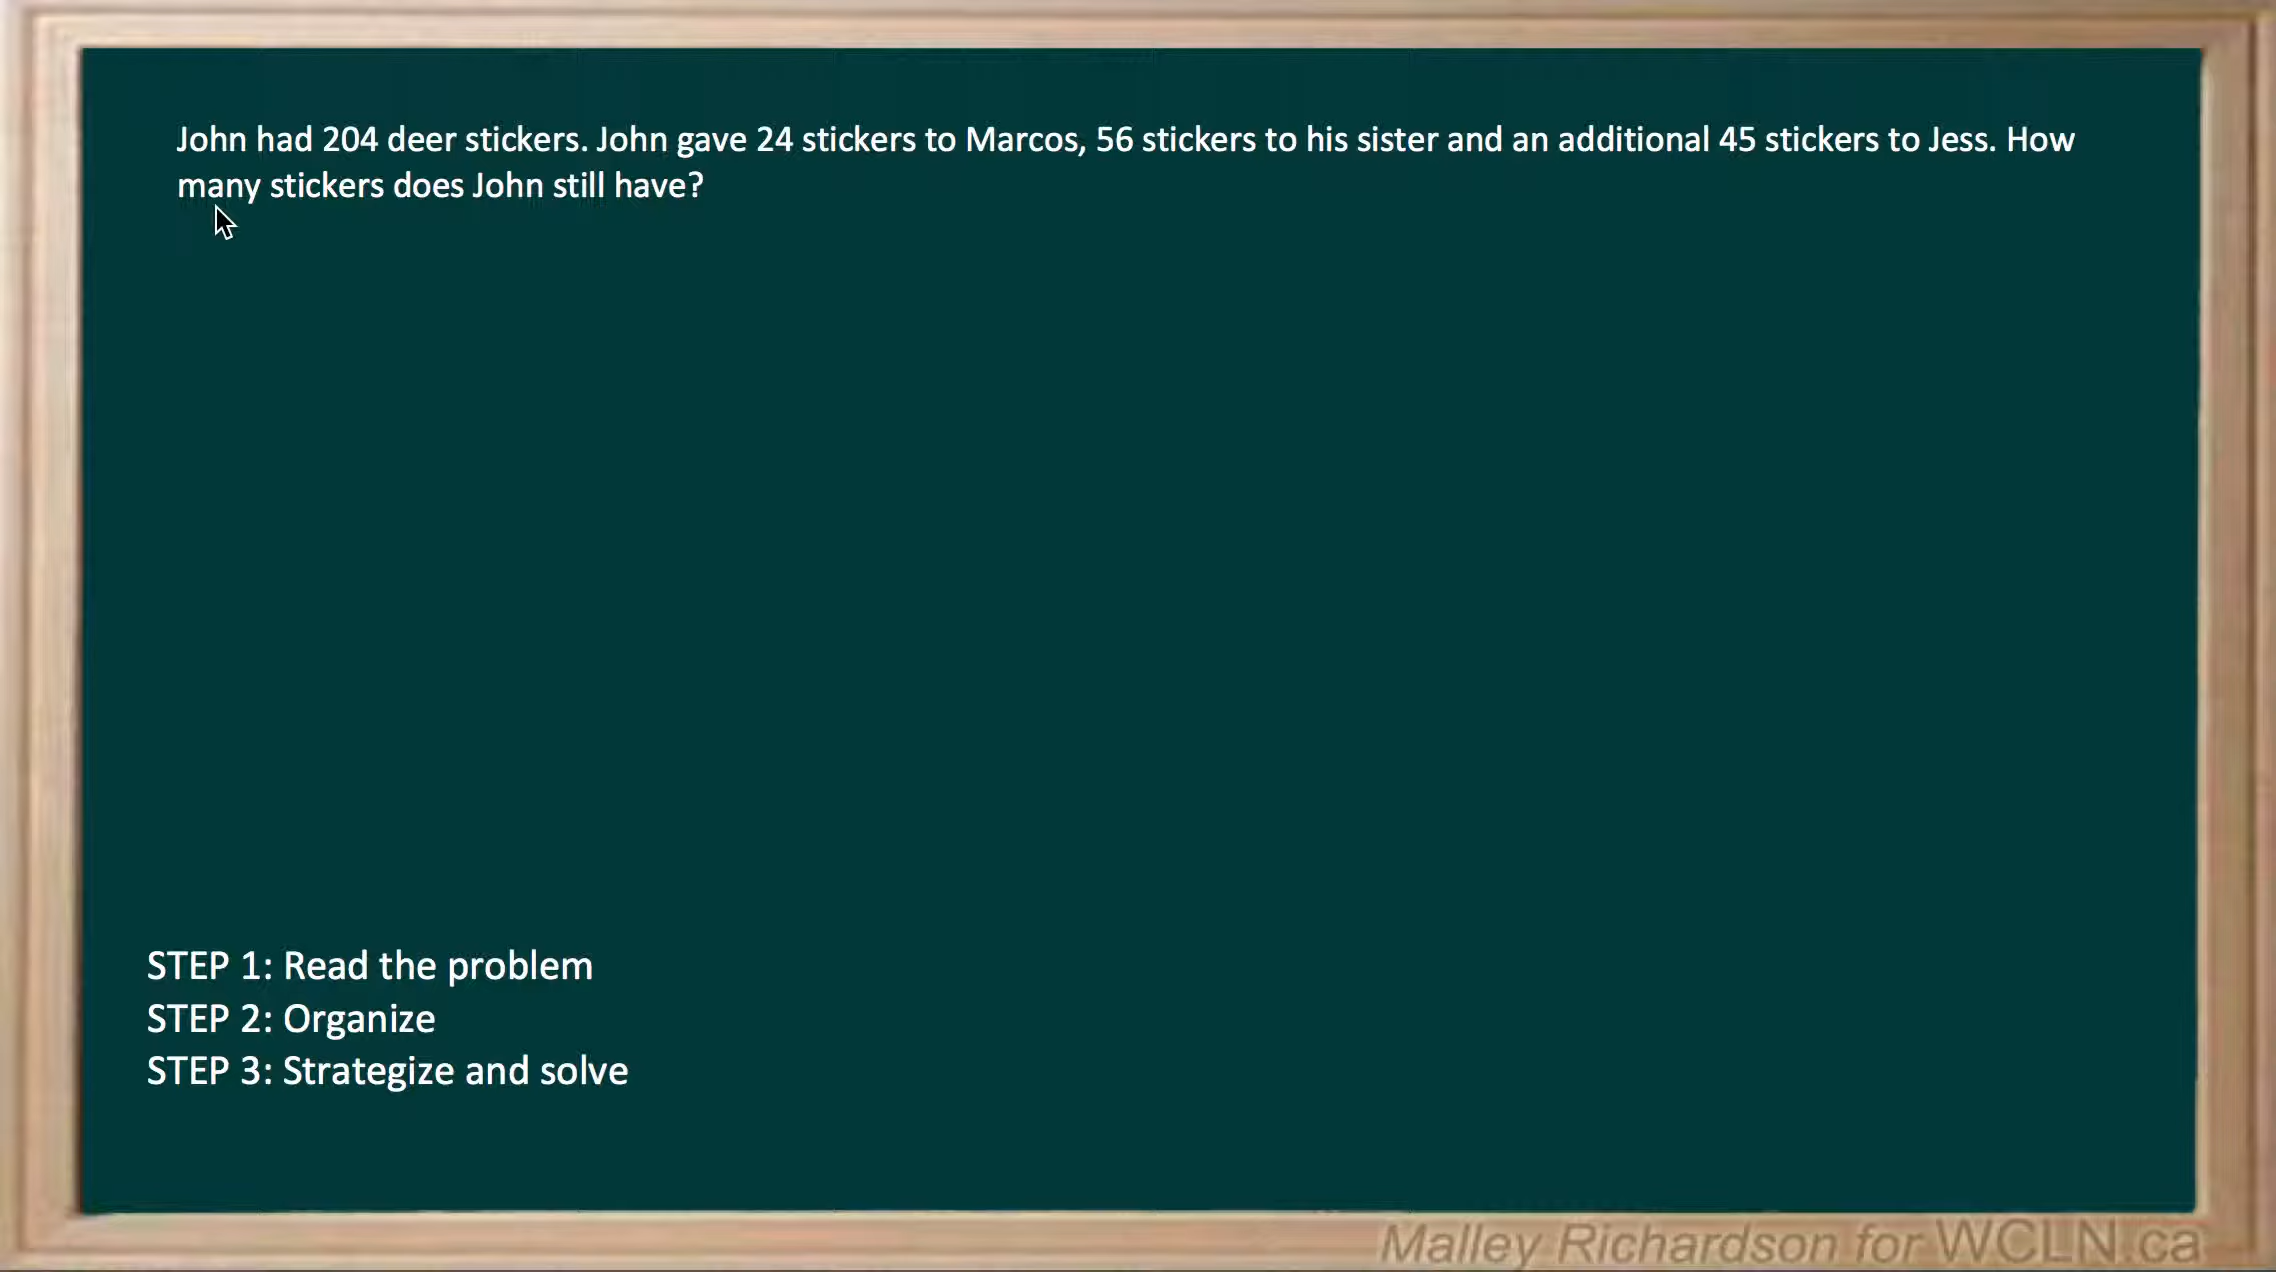 John had 204 deer stickers. John gave 24 stickers to Marcos, 56 stickers to his sister and an additional 45 stickers to Jess. How
many stickers does John still have?
STEP 1: Read the problem
STEP 2: Organize
STEP 3: Strategize and solve
Malley Richardson for WCLN.ca